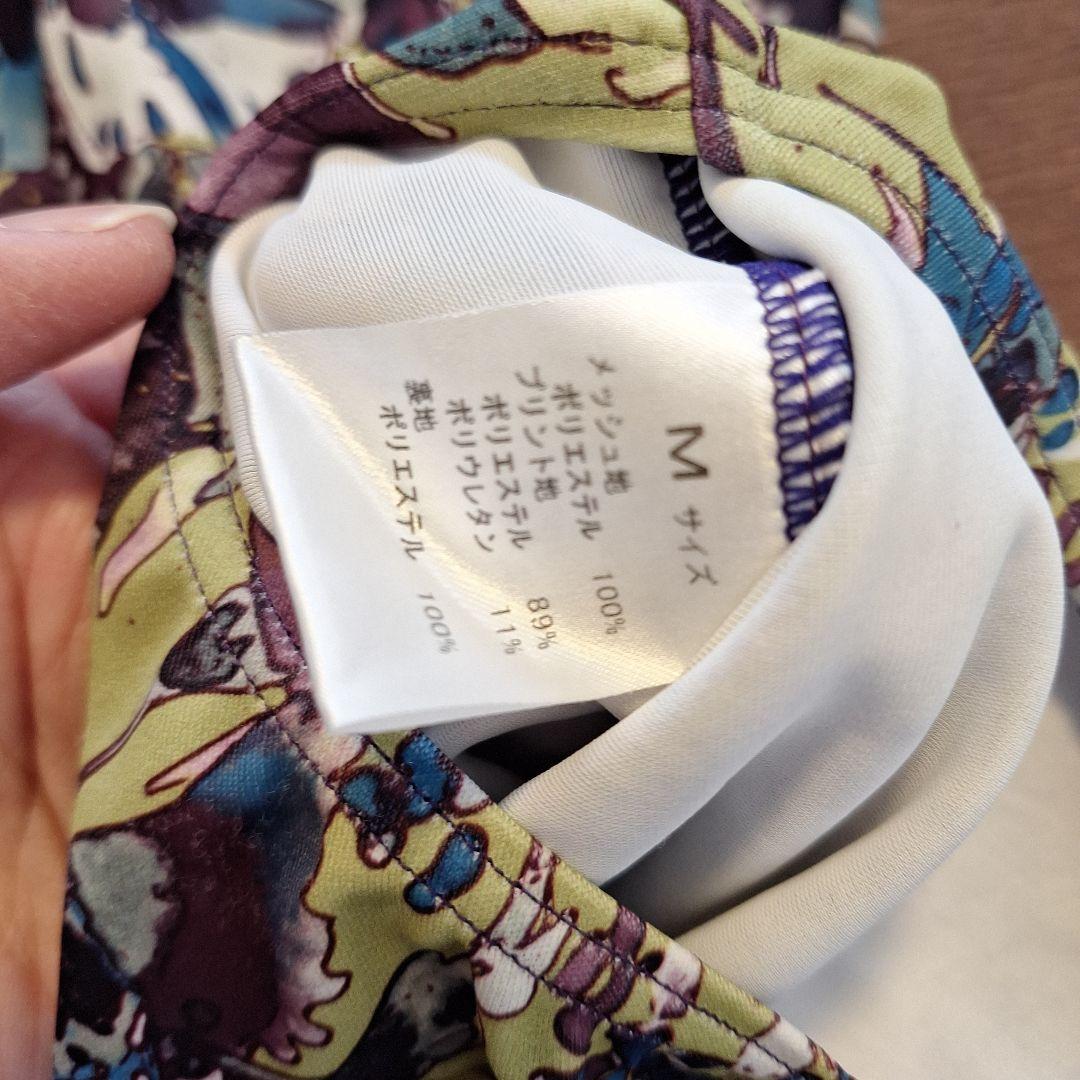 M サイズ
メッシュ地
ポリエステル 100%
プリント地
ポリエステル 89%
ポリウレタン 11%
裏地
ポリエステル 100%